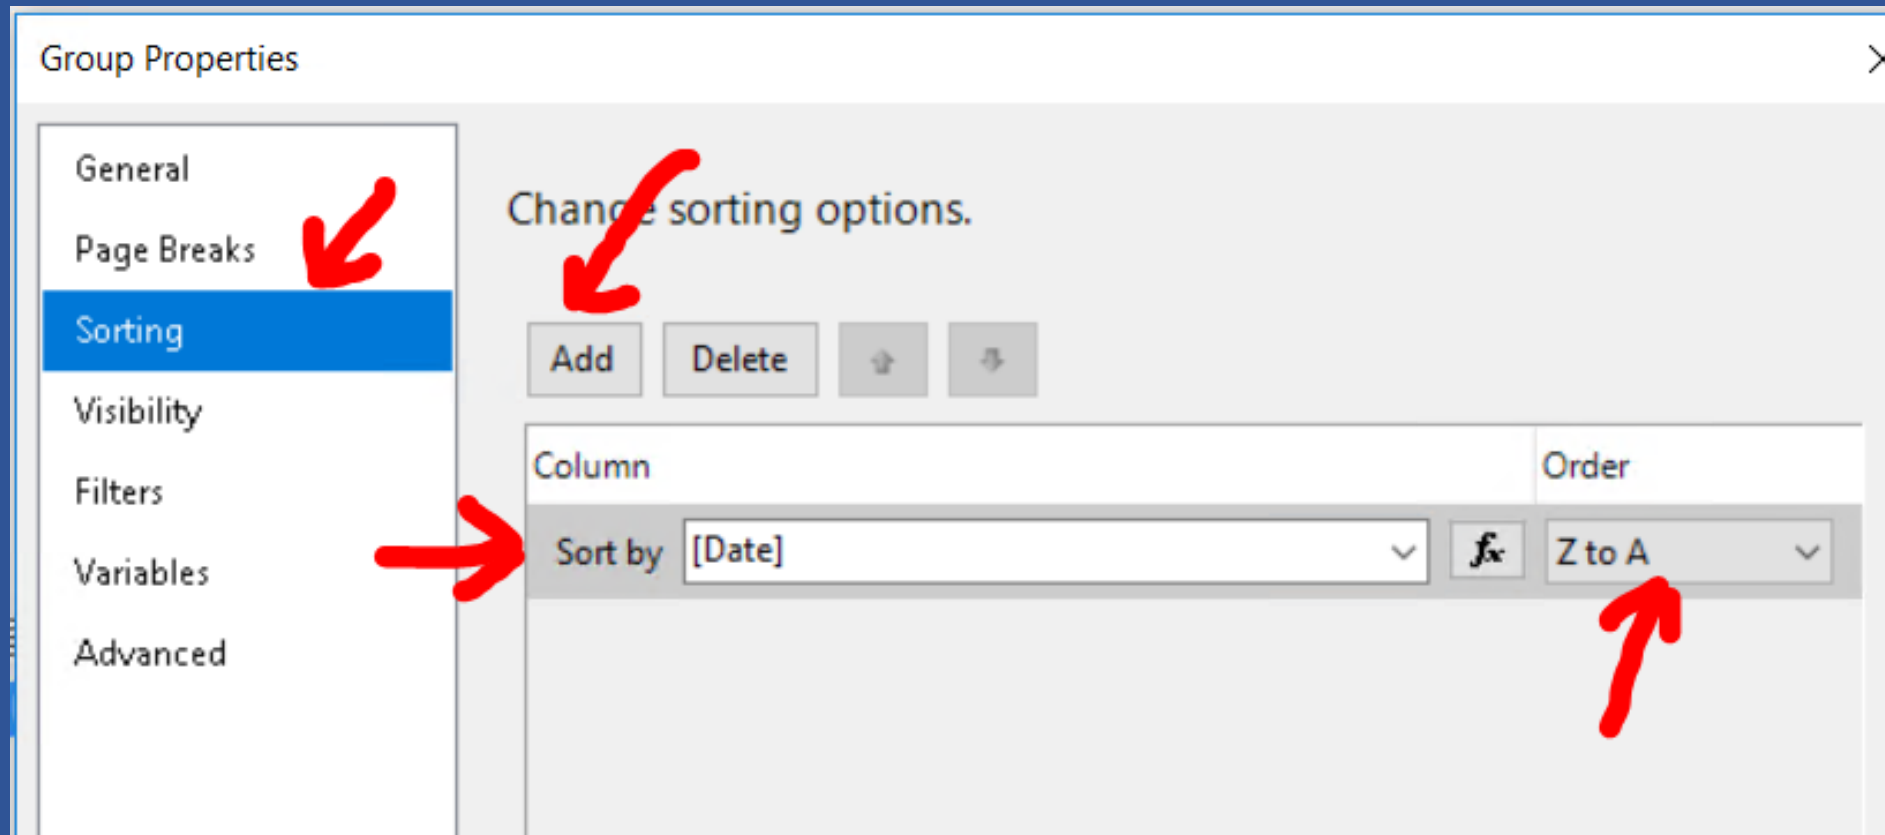 Group Properties
General
Page Breaks
Sorting
Visibility
Filters
Variables
Advanced
Change sorting options.
Add Delete
Column Order
Sort by [Date] fx Z to A